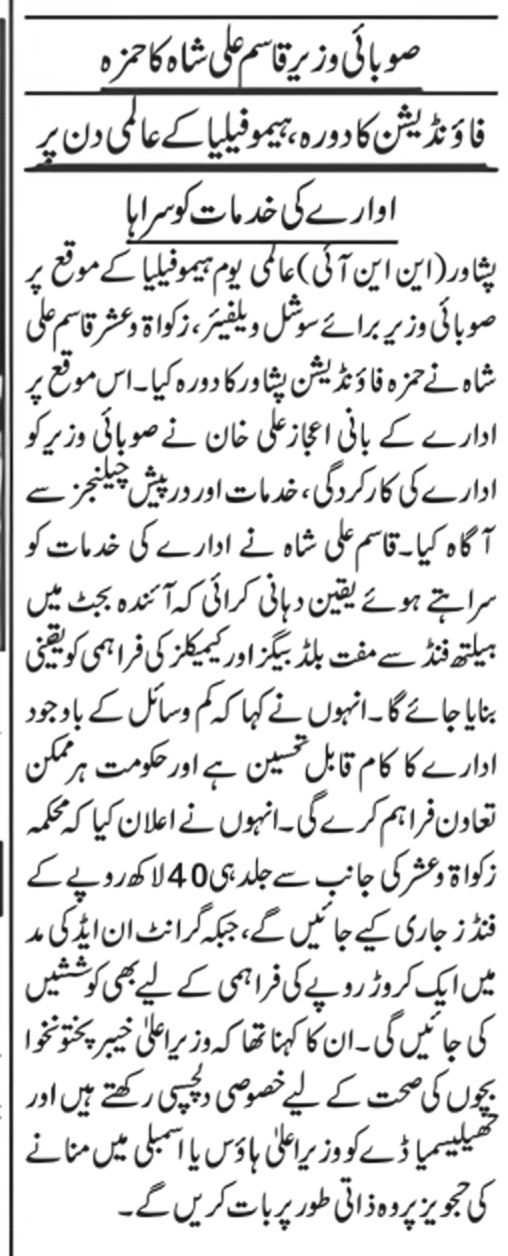 صوبائی وزیر قاسم علی شاہ کا حمزہ
فاؤنڈیشن کا دورہ، ہیموفیلیا کے عالمی دن پر
ادارے کی خدمات کو سراہا
پشاور (این این آئی) عالمی یوم ہیموفیلیا کے موقع پر
صوبائی وزیر برائے سوشل ویلفیئر، زکواۃ وعشر قاسم علی
شاہ نے حمزہ فاؤنڈیشن پشاور کا دورہ کیا۔ اس موقع پر
ادارے کے بانی اعجاز علی خان نے صوبائی وزیر کو
ادارے کی کارکردگی، خدمات اور درپیش چیلنجز سے
آگاہ کیا۔ قاسم علی شاہ نے ادارے کی خدمات کو
سراہتے ہوئے یقین دہانی کرائی کہ آئندہ بجٹ میں
ہیلتھ فنڈ سے مفت بلڈ بیگز اور کیمیکلز کی فراہمی کو یقینی
بنایا جائے گا۔ انہوں نے کہا کہ کم وسائل کے باوجود
ادارے کا کام قابل تحسین ہے اور حکومت ہر ممکن
تعاون فراہم کرے گی۔ انہوں نے اعلان کیا کہ محکمہ
زکواۃ وعشر کی جانب سے جلد ہی 40 لاکھ روپے کے
فنڈز جاری کیے جائیں گے، جبکہ گرانٹ ان ایڈ کی مد
میں ایک کروڑ روپے کی فراہمی کے لیے بھی کوششیں
کی جائیں گی۔ ان کا کہنا تھا کہ وزیراعلیٰ خیبر پختونخوا
بچوں کی صحت کے لیے خصوصی دلچسپی رکھتے ہیں اور
تھیلیسمیا ڈے کو وزیراعلیٰ ہاؤس یا اسمبلی میں منانے
کی تجویز پر وہ ذاتی طور پر بات کریں گے۔